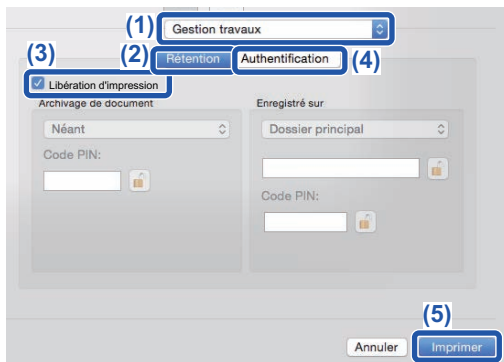 (1)
Gestion travaux
(3)
(2)
Rétention
Authentification
(4)
Libération d'impression
Archivage de document
Enregistré sur
Néant
Dossier principal
Code PIN:
Code PIN:
(5)
Annuler
Imprimer